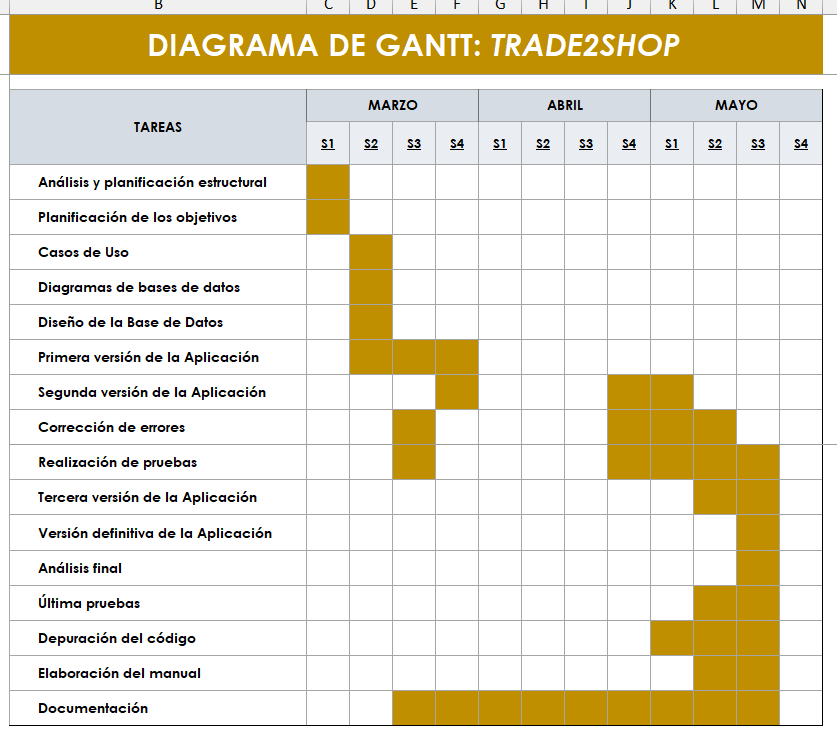 B C D E F G H I J K L M N
DIAGRAMA DE GANTT: TRADE2SHOP
TAREAS
MARZO ABRIL MAYO
S1 S2 S3 S4 S1 S2 S3 S4 S1 S2 S3 S4
Análisis y planificación estructural
Planificación de los objetivos
Casos de Uso
Diagramas de bases de datos
Diseño de la Base de Datos
Primera versión de la Aplicación
Segunda versión de la Aplicación
Corrección de errores
Realización de pruebas
Tercera versión de la Aplicación
Versión definitiva de la Aplicación
Análisis final
Última pruebas
Depuración del código
Elaboración del manual
Documentación